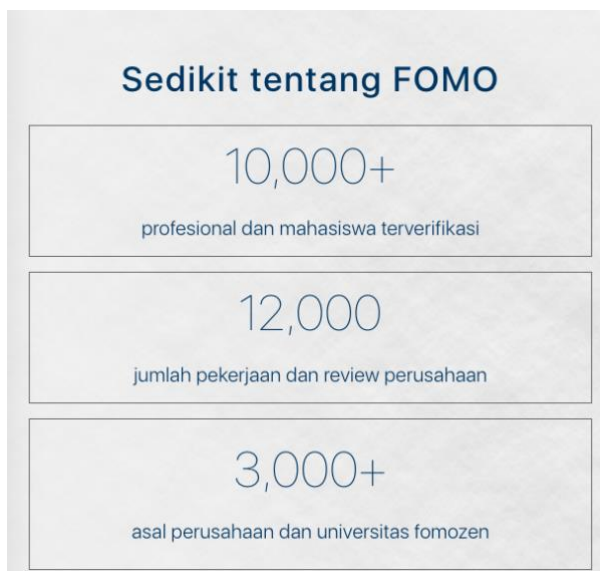 Sedikit tentang FOMO
10,000+
profesional dan mahasiswa terverifikasi
12,000
jumlah pekerjaan dan review perusahaan
3,000+
asal perusahaan dan universitas fomozen